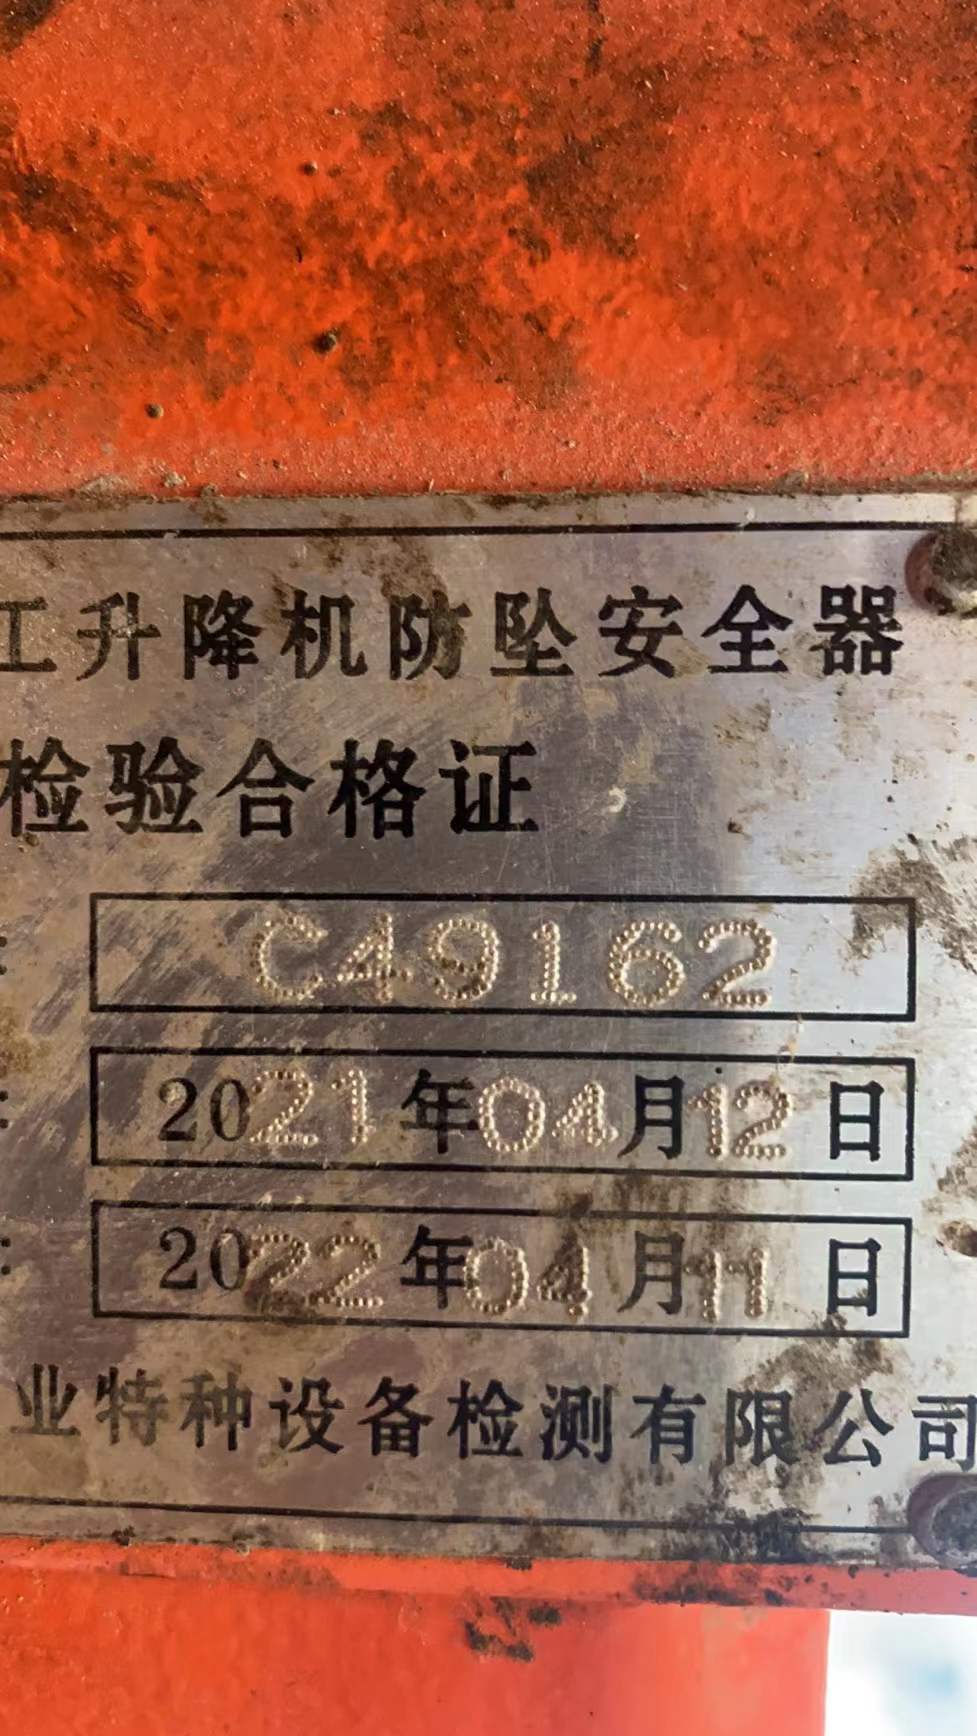 工升降机防坠安全器
检验合格证
: C49162
: 2021年04月12日
: 2022年04月11日
业特种设备检测有限公司